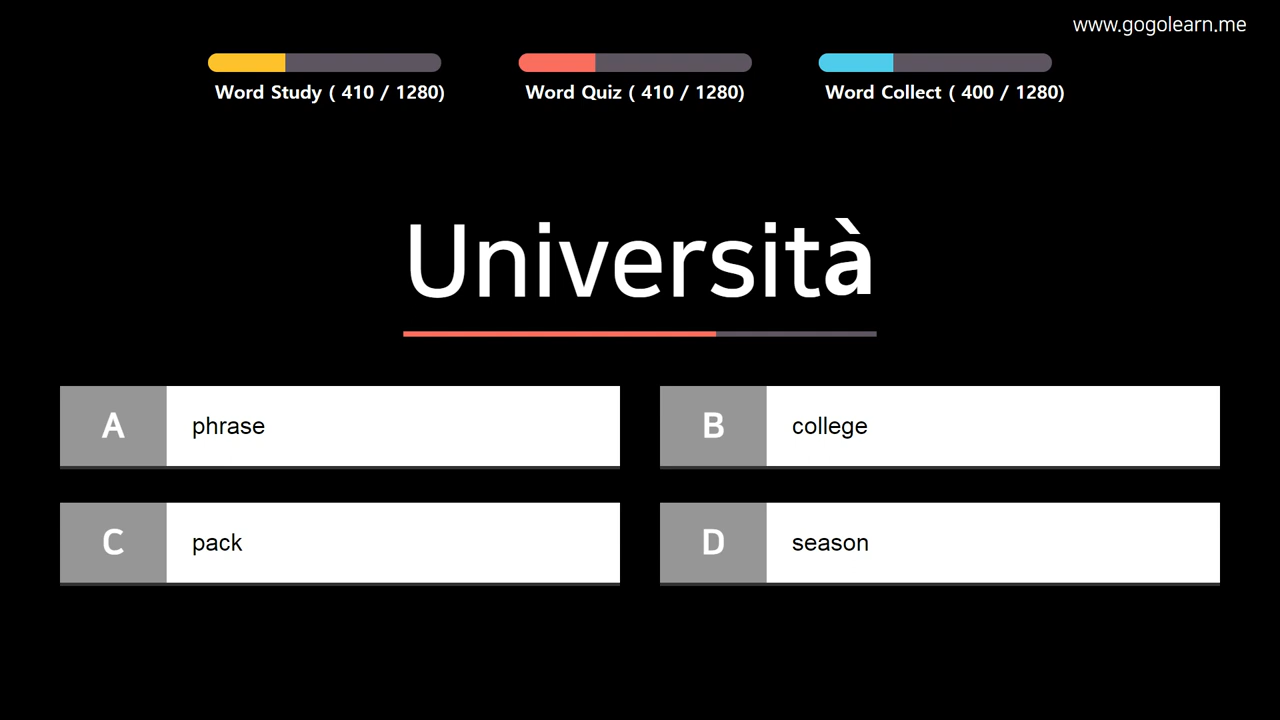 www.gogolearn.me
Word Study ( 410 / 1280)
Word Quiz ( 410 / 1280)
Word Collect ( 400 / 1280)
Università
A
phrase
B
college
C
pack
D
season